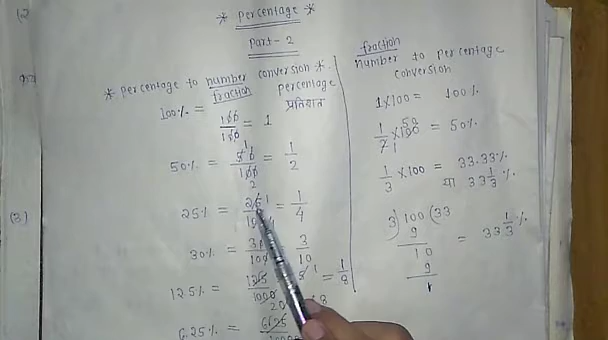 * Percentage *
Part-2
* Percentage to number conversion *
fraction
Percentage
प्रतिशत
100% = 100/100 = 1
50% = 50/100 = 1/2
25% = 25/100 = 1/4
30% = 30/100 = 3/10
12.5% = 125/1000 = 1/8
6.25% = 625/10000
fraction
number to percentage
conversion
1×100 = 100%
1/2 × 100 = 50%
1/3 × 100 = 33.33%
या 33 1/3 %
3) 100 (33 = 33 1/3 %
9
10
9
1
(3)